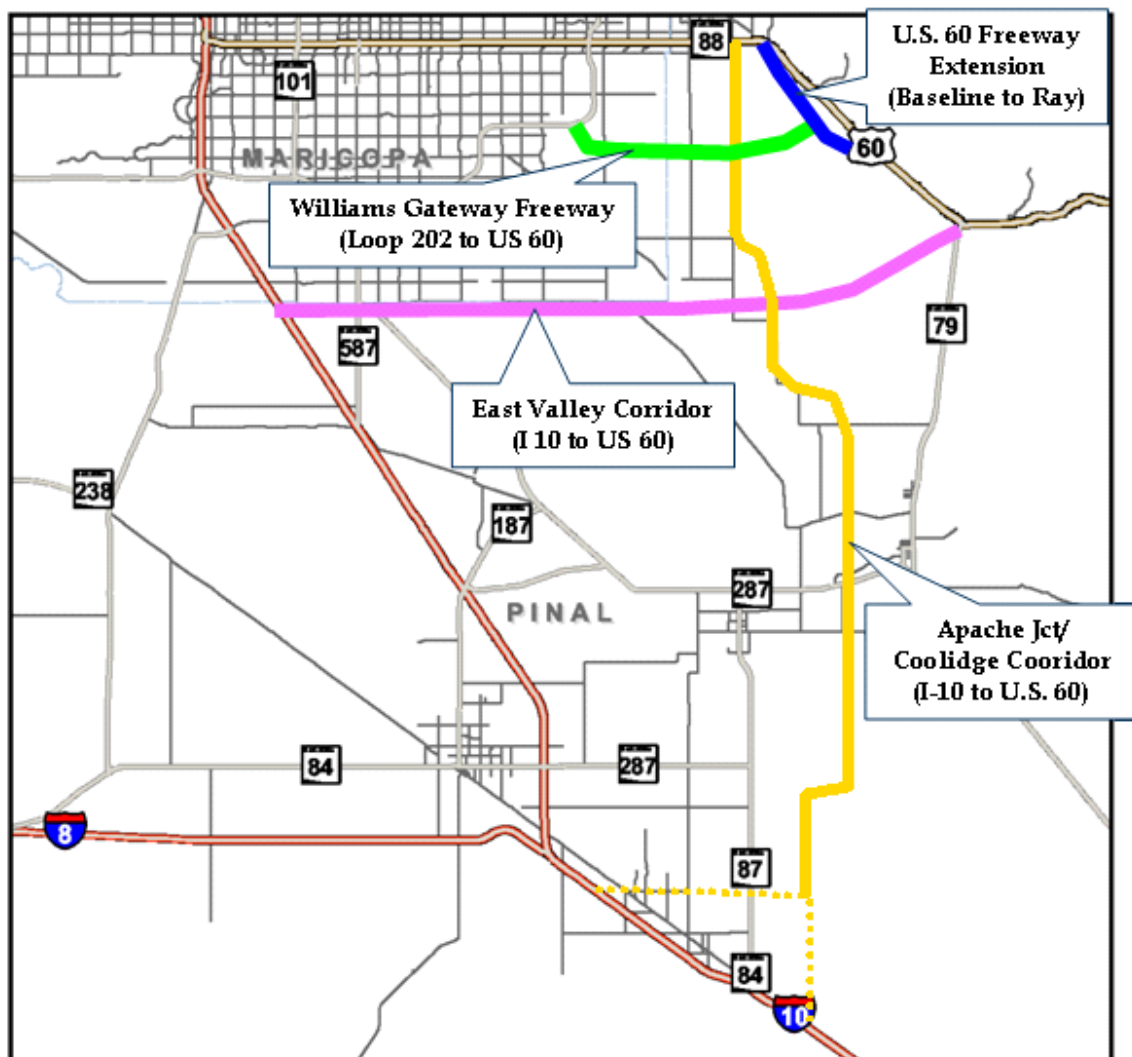 U.S. 60 Freeway
Extension
(Baseline to Ray)
88
101
60
MARICOPA
Williams Gateway Freeway
(Loop 202 to US 60)
79
587
East Valley Corridor
(I 10 to US 60)
238
187
287
PINAL
Apache Jct/
Coolidge Cooridor
(I-10 to U.S. 60)
84
287
8
87
84
10